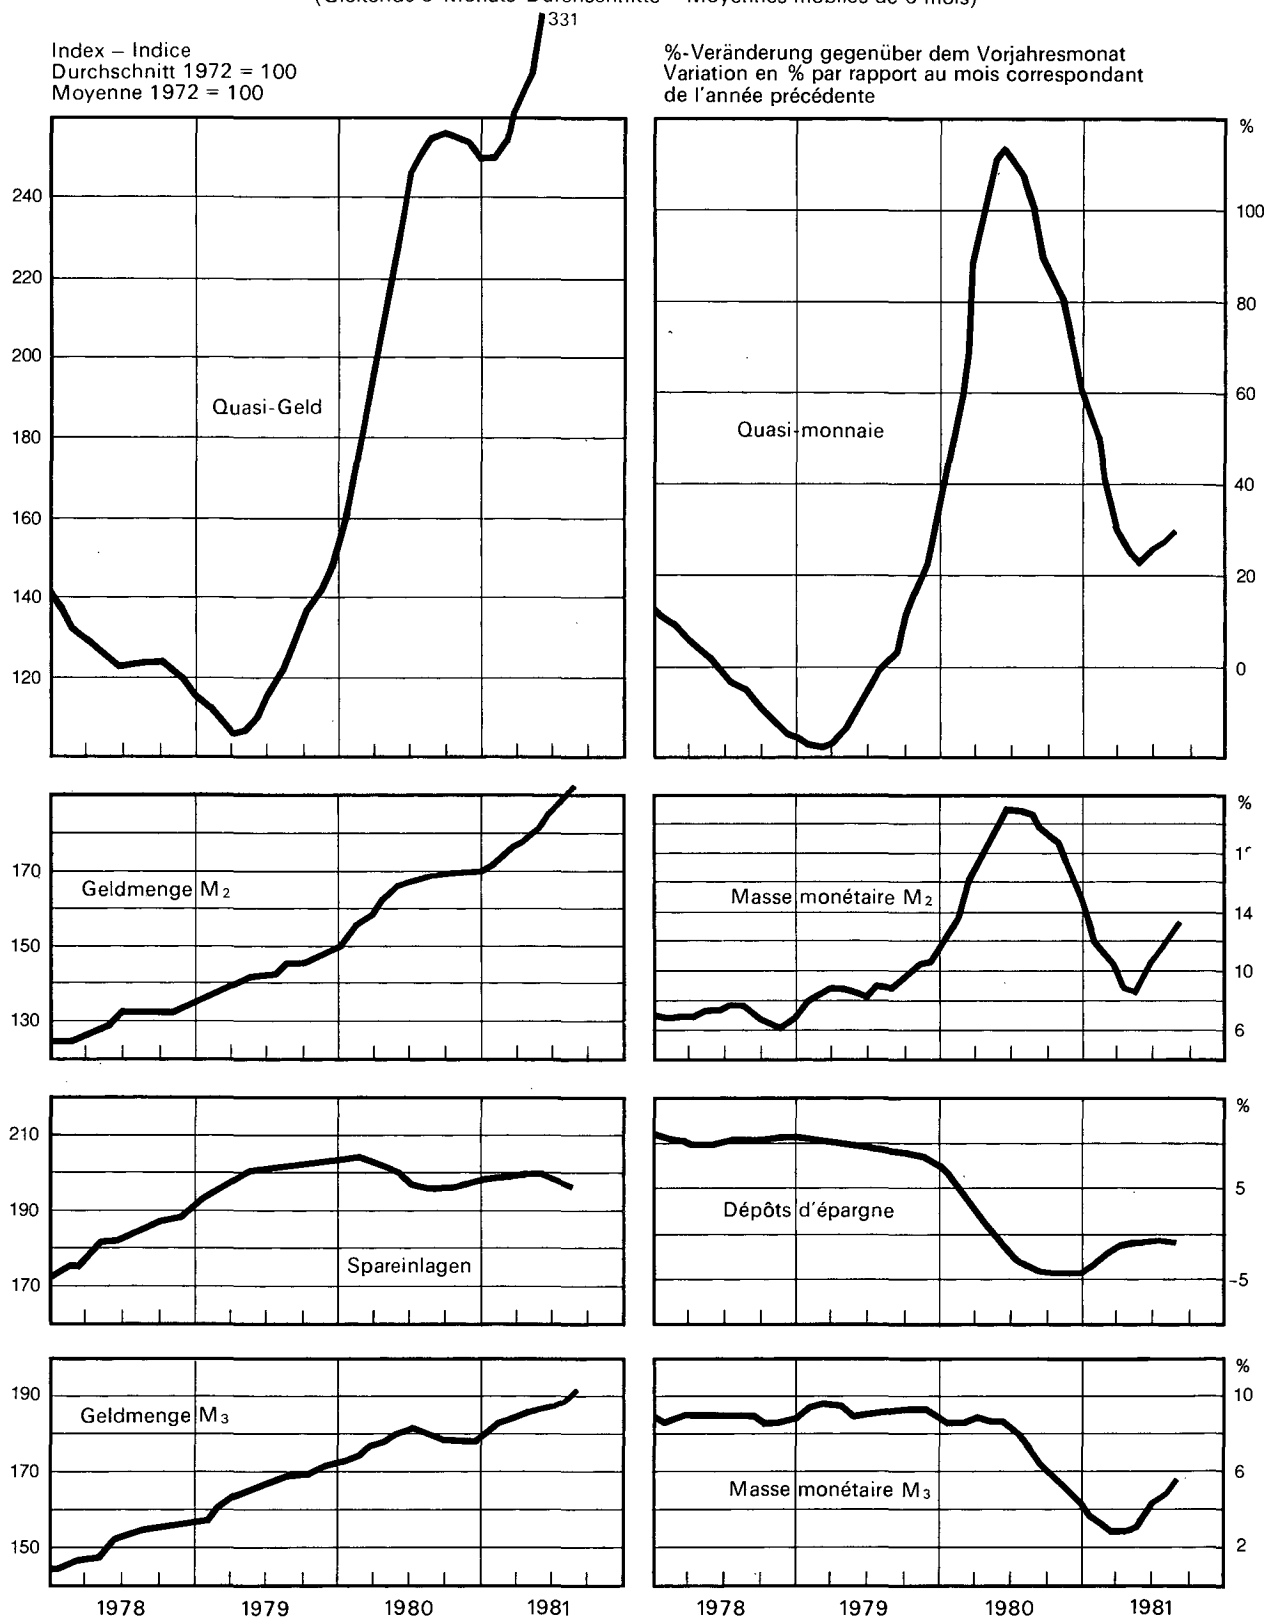 331
Index – Indice
Durchschnitt 1972 = 100
Moyenne 1972 = 100
%-Veränderung gegenüber dem Vorjahresmonat
Variation en % par rapport au mois correspondant
de l'année précédente
240
220
200
180
160
140
120
Quasi-Geld
%
100
80
60
40
20
0
Quasi-monnaie
170
150
130
Geldmenge M2
%
14
10
6
Masse monétaire M2
210
190
170
Spareinlagen
%
5
-5
Dépôts d'épargne
190
170
150
Geldmenge M3
1978 1979 1980 1981
%
10
6
2
Masse monétaire M3
1978 1979 1980 1981